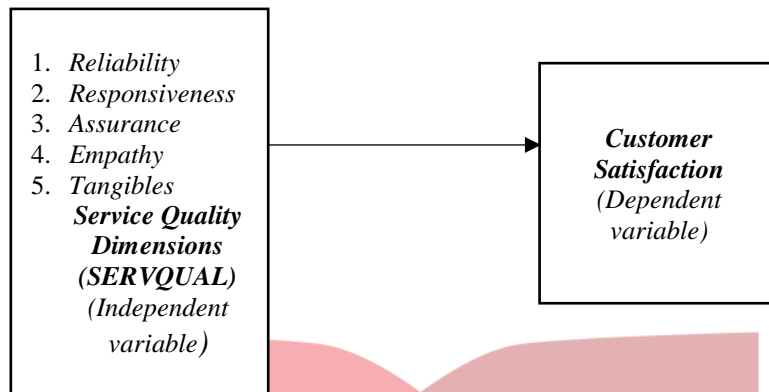 1. Reliability
2. Responsiveness
3. Assurance
4. Empathy
5. Tangibles
Service Quality
Dimensions
(SERVQUAL)
(Independent
variable)
Customer
Satisfaction
(Dependent
variable)